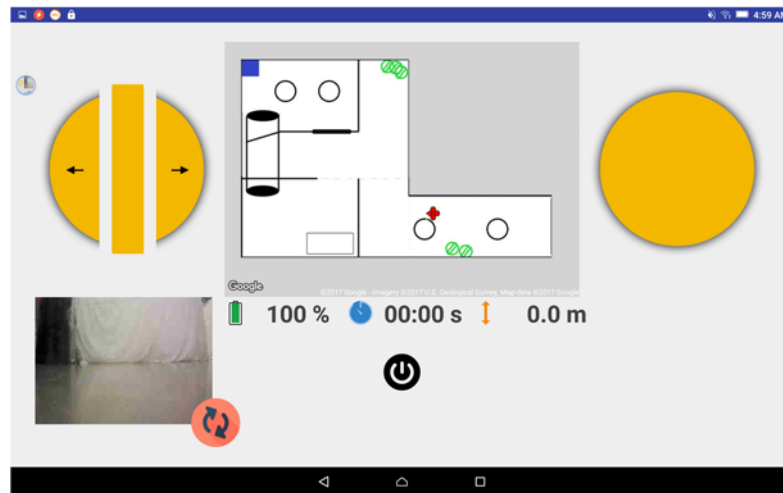 4:59 AM
Google
©2017 Google - Imagery ©2017 U.S. Geological Survey, Map data ©2017 Google
100 %
00:00 s
0.0 m